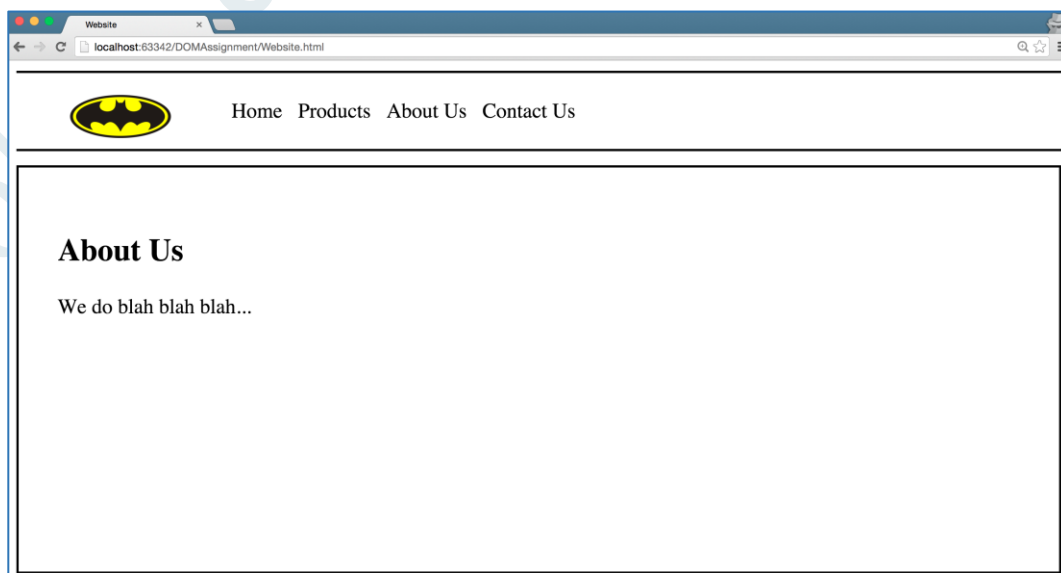 Website
localhost:63342/DOMAssignment/Website.html
Home Products About Us Contact Us
About Us
We do blah blah blah...